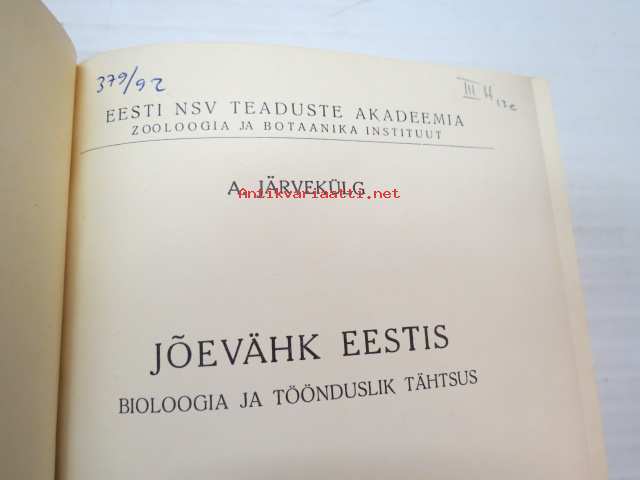 379/92
III H 17c
EESTI NSV TEADUSTE AKADEEMIA
ZOOLOOGIA JA BOTAANIKA INSTITUUT
A. JÄRVEKÜLG
Antikvariaatti.net
JÕEVÄHK EESTIS
BIOLOOGIA JA TÖÖNDUSLIK TÄHTSUS